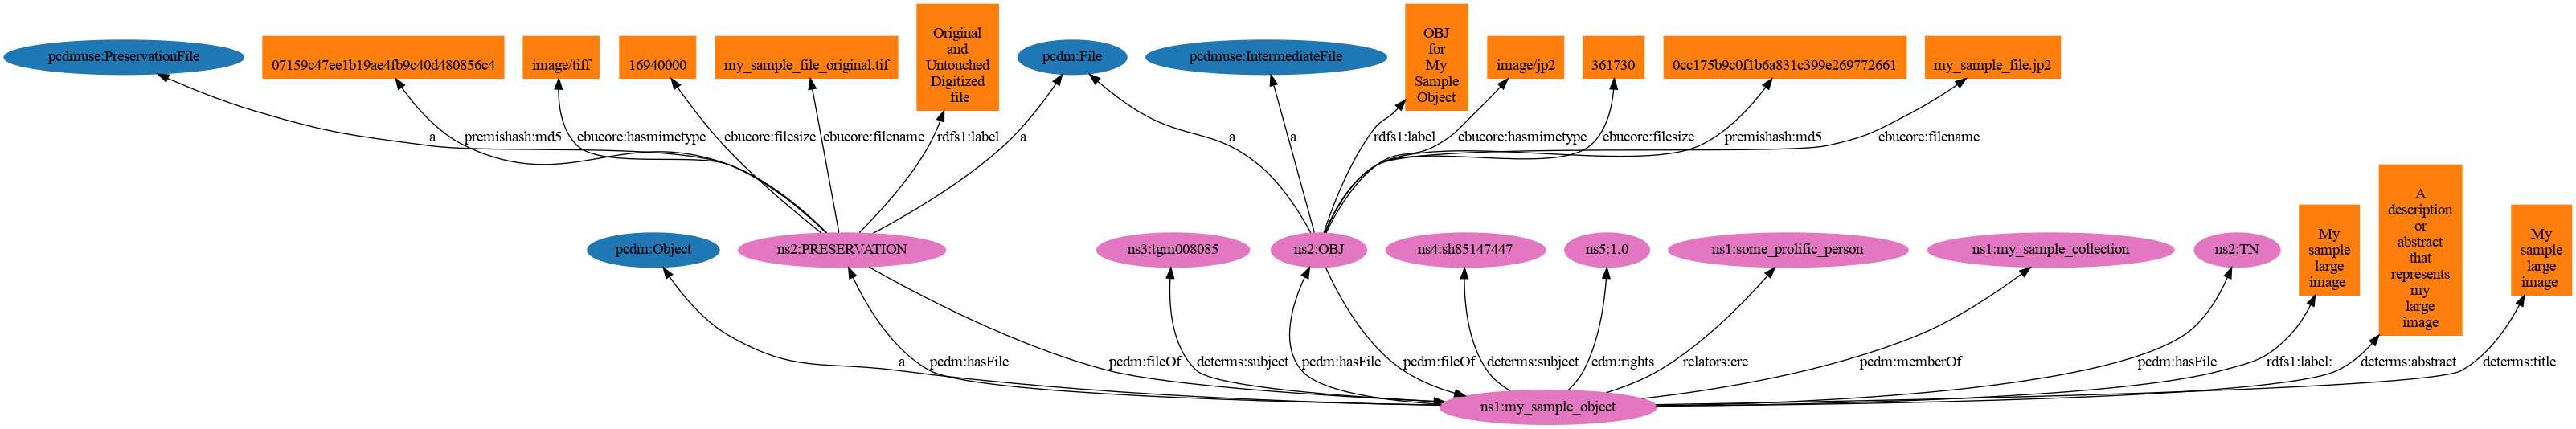 pcdmuse:PreservationFile
07159c47ee1b19ae4fb9c40d480856c4
image/tiff
16940000
my_sample_file_original.tif
Original
and
Untouched
Digitized
file
pcdm:File
pcdmuse:IntermediateFile
OBJ
for
My
Sample
Object
image/jp2
361730
0cc175b9c0f1b6a831c399e269772661
my_sample_file.jp2
a
premishash:md5
ebucore:hasmimetype
ebucore:filesize
ebucore:filename
rdfs1:label
a
a
a
rdfs1:label
ebucore:hasmimetype
ebucore:filesize
premishash:md5
ebucore:filename
pcdm:Object
ns2:PRESERVATION
ns3:tgm008085
ns2:OBJ
ns4:sh85147447
ns5:1.0
ns1:some_prolific_person
ns1:my_sample_collection
ns2:TN
My
sample
large
image
A
description
or
abstract
that
represents
my
large
image
My
sample
large
image
a
pcdm:hasFile
pcdm:fileOf
dcterms:subject
pcdm:hasFile
pcdm:fileOf
dcterms:subject
edm:rights
relators:cre
pcdm:memberOf
pcdm:hasFile
rdfs1:label:
dcterms:abstract
dcterms:title
ns1:my_sample_object